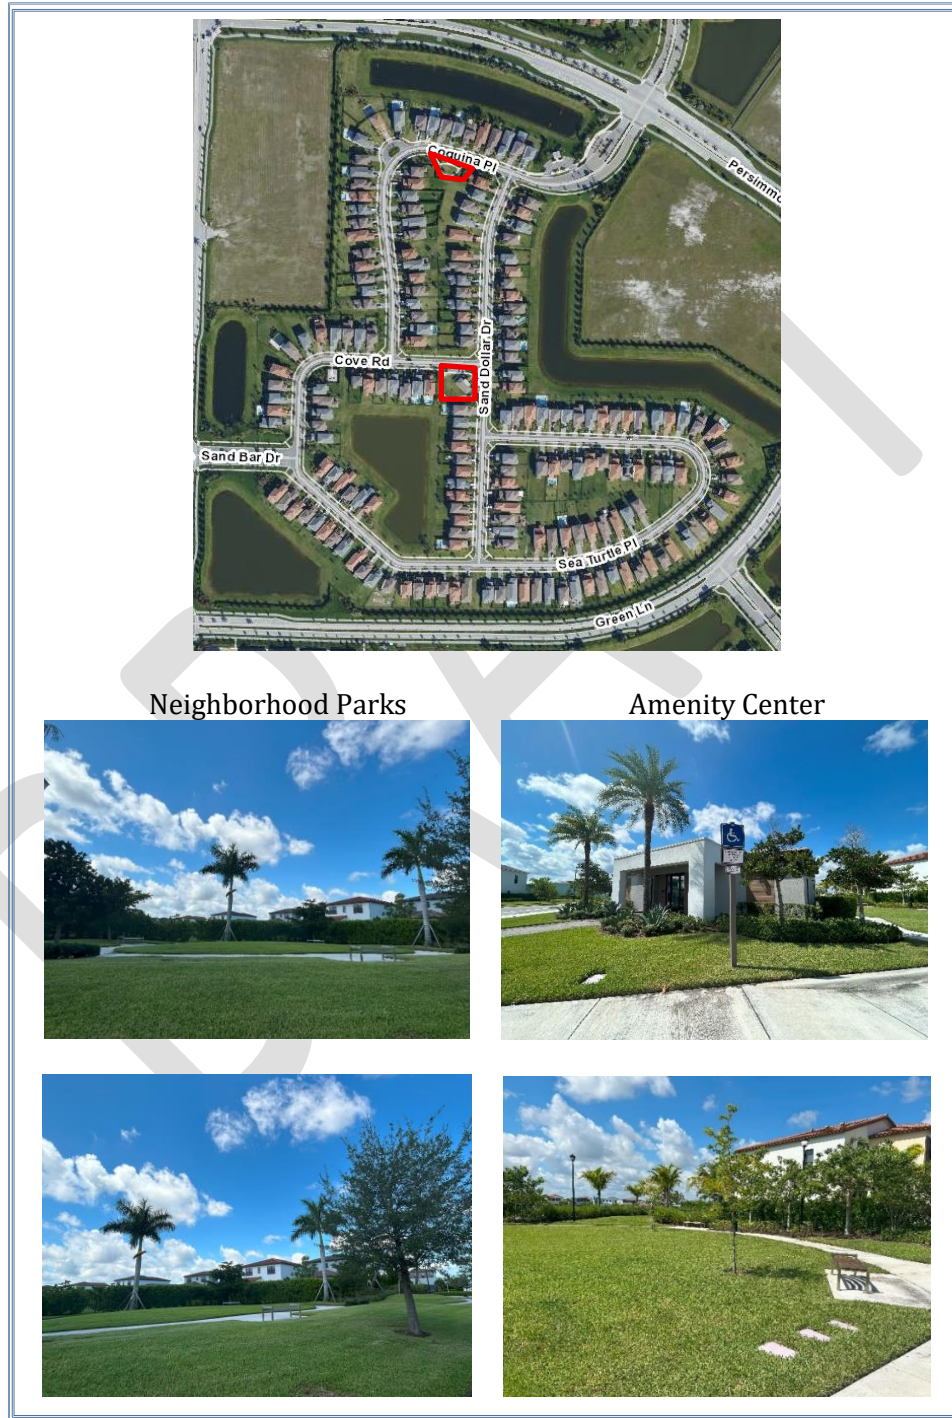 Coquina Pl
Persimmo
Sand Dollar Dr
Cove Rd
Sand Bar Dr
Sea Turtle Pl
Green Ln
Neighborhood Parks
Amenity Center
DRAFT